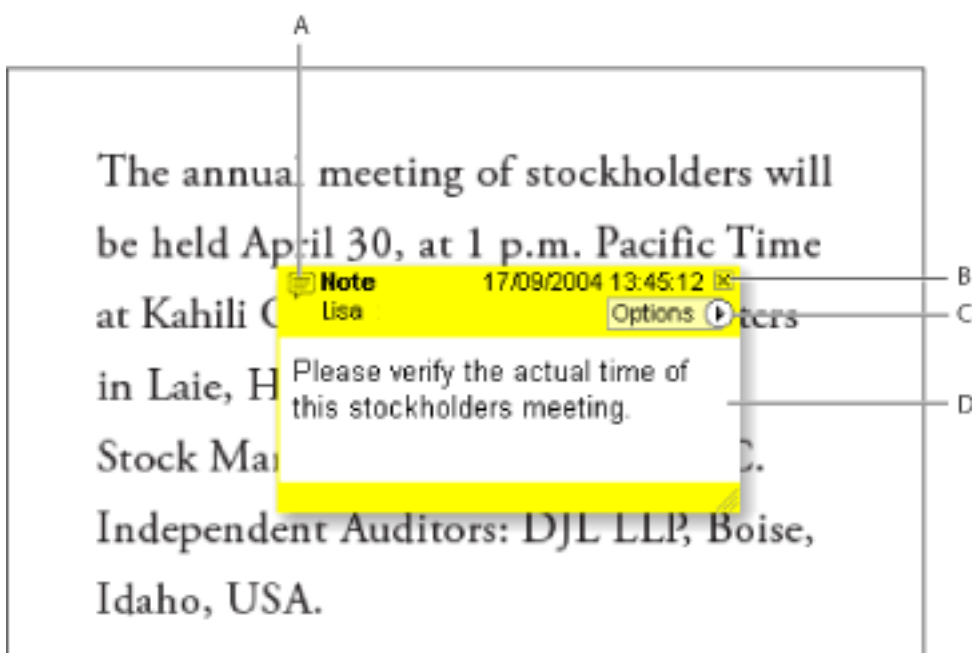 A
The annual meeting of stockholders will
be held April 30, at 1 p.m. Pacific Time
Note 17/09/2004 13:45:12 B
at Kahili
Lisa Options C
in Laie,
Please verify the actual time of
this stockholders meeting. D
Stock
Independent Auditors: DJL LLP, Boise,
Idaho, USA.